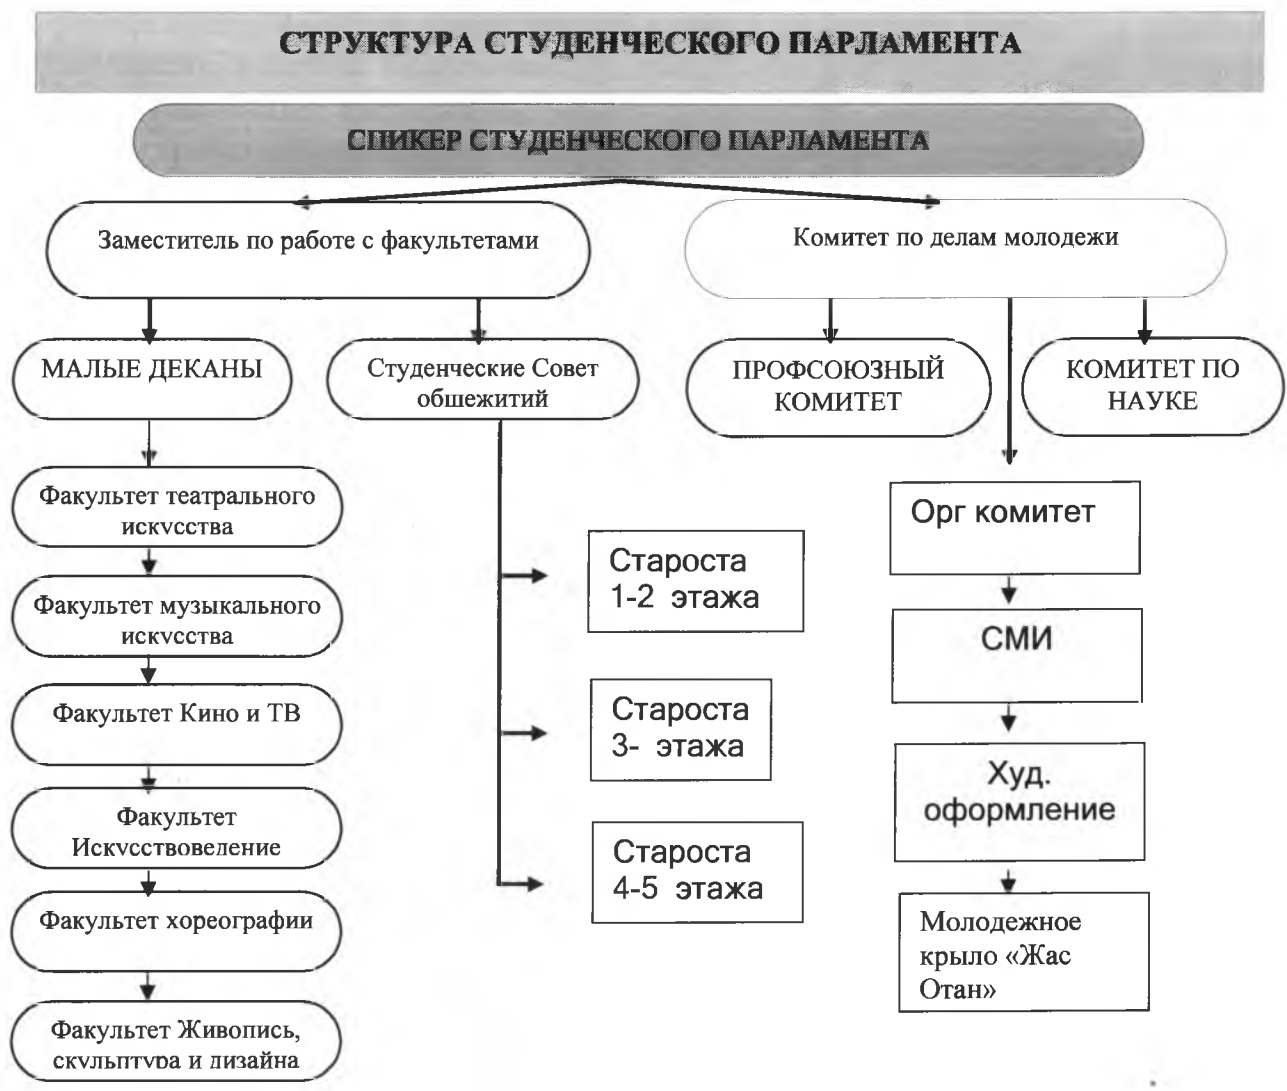 СТРУКТУРА СТУДЕНЧЕСКОГО ПАРЛАМЕНТА
СПИКЕР СТУДЕНЧЕСКОГО ПАРЛАМЕНТА
Заместитель по работе с факультетами
Комитет по делам молодежи
МАЛЫЕ ДЕКАНЫ
Студенческие Совет
обшежитий
ПРОФСОЮЗНЫЙ
КОМИТЕТ
КОМИТЕТ ПО
НАУКЕ
Факультет театрального
искусства
Факультет музыкального
искусства
Факультет Кино и ТВ
Факультет
Искусствоведение
Факультет хореографии
Факультет Живопись,
скульптура и дизайна
Староста
1-2 этажа
Староста
3- этажа
Староста
4-5 этажа
Орг комитет
СМИ
Худ.
оформление
Молодежное
крыло «Жас
Отан»